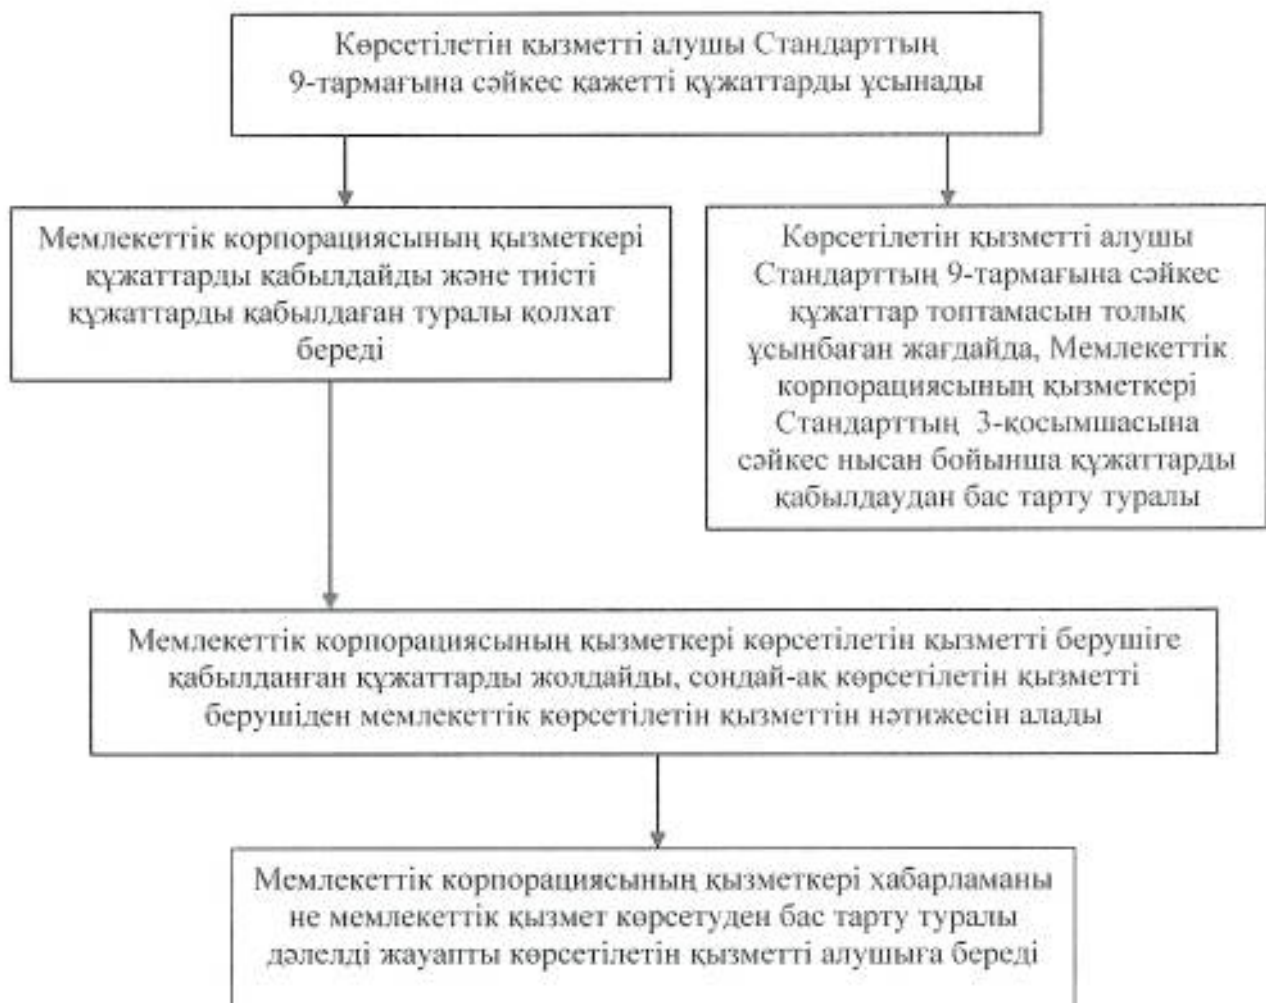 Көрсетілетін қызметті алушы Стандарттың
9-тармағына сәйкес қажетті құжаттарды ұсынады
Мемлекеттік корпорациясының қызметкері
құжаттарды қабылдайды және тиісті
құжаттарды қабылдаған туралы қолхат
береді
Көрсетілетін қызметті алушы
Стандарттың 9-тармағына сәйкес
құжаттар топтамасын толық
ұсынбаған жағдайда, Мемлекеттік
корпорациясының қызметкері
Стандарттың 3-қосымшасына
сәйкес нысан бойынша құжаттарды
қабылдаудан бас тарту туралы
Мемлекеттік корпорациясының қызметкері көрсетілетін қызметті берушіге
қабылданған құжаттарды жолдайды, сондай-ақ көрсетілетін қызметті
берушіден мемлекеттік көрсетілетін қызметтін нәтижесін алады
Мемлекеттік корпорациясының қызметкері хабарламаны
не мемлекеттік қызмет көрсетуден бас тарту туралы
дәлелді жауапты көрсетілетін қызметті алушыға береді